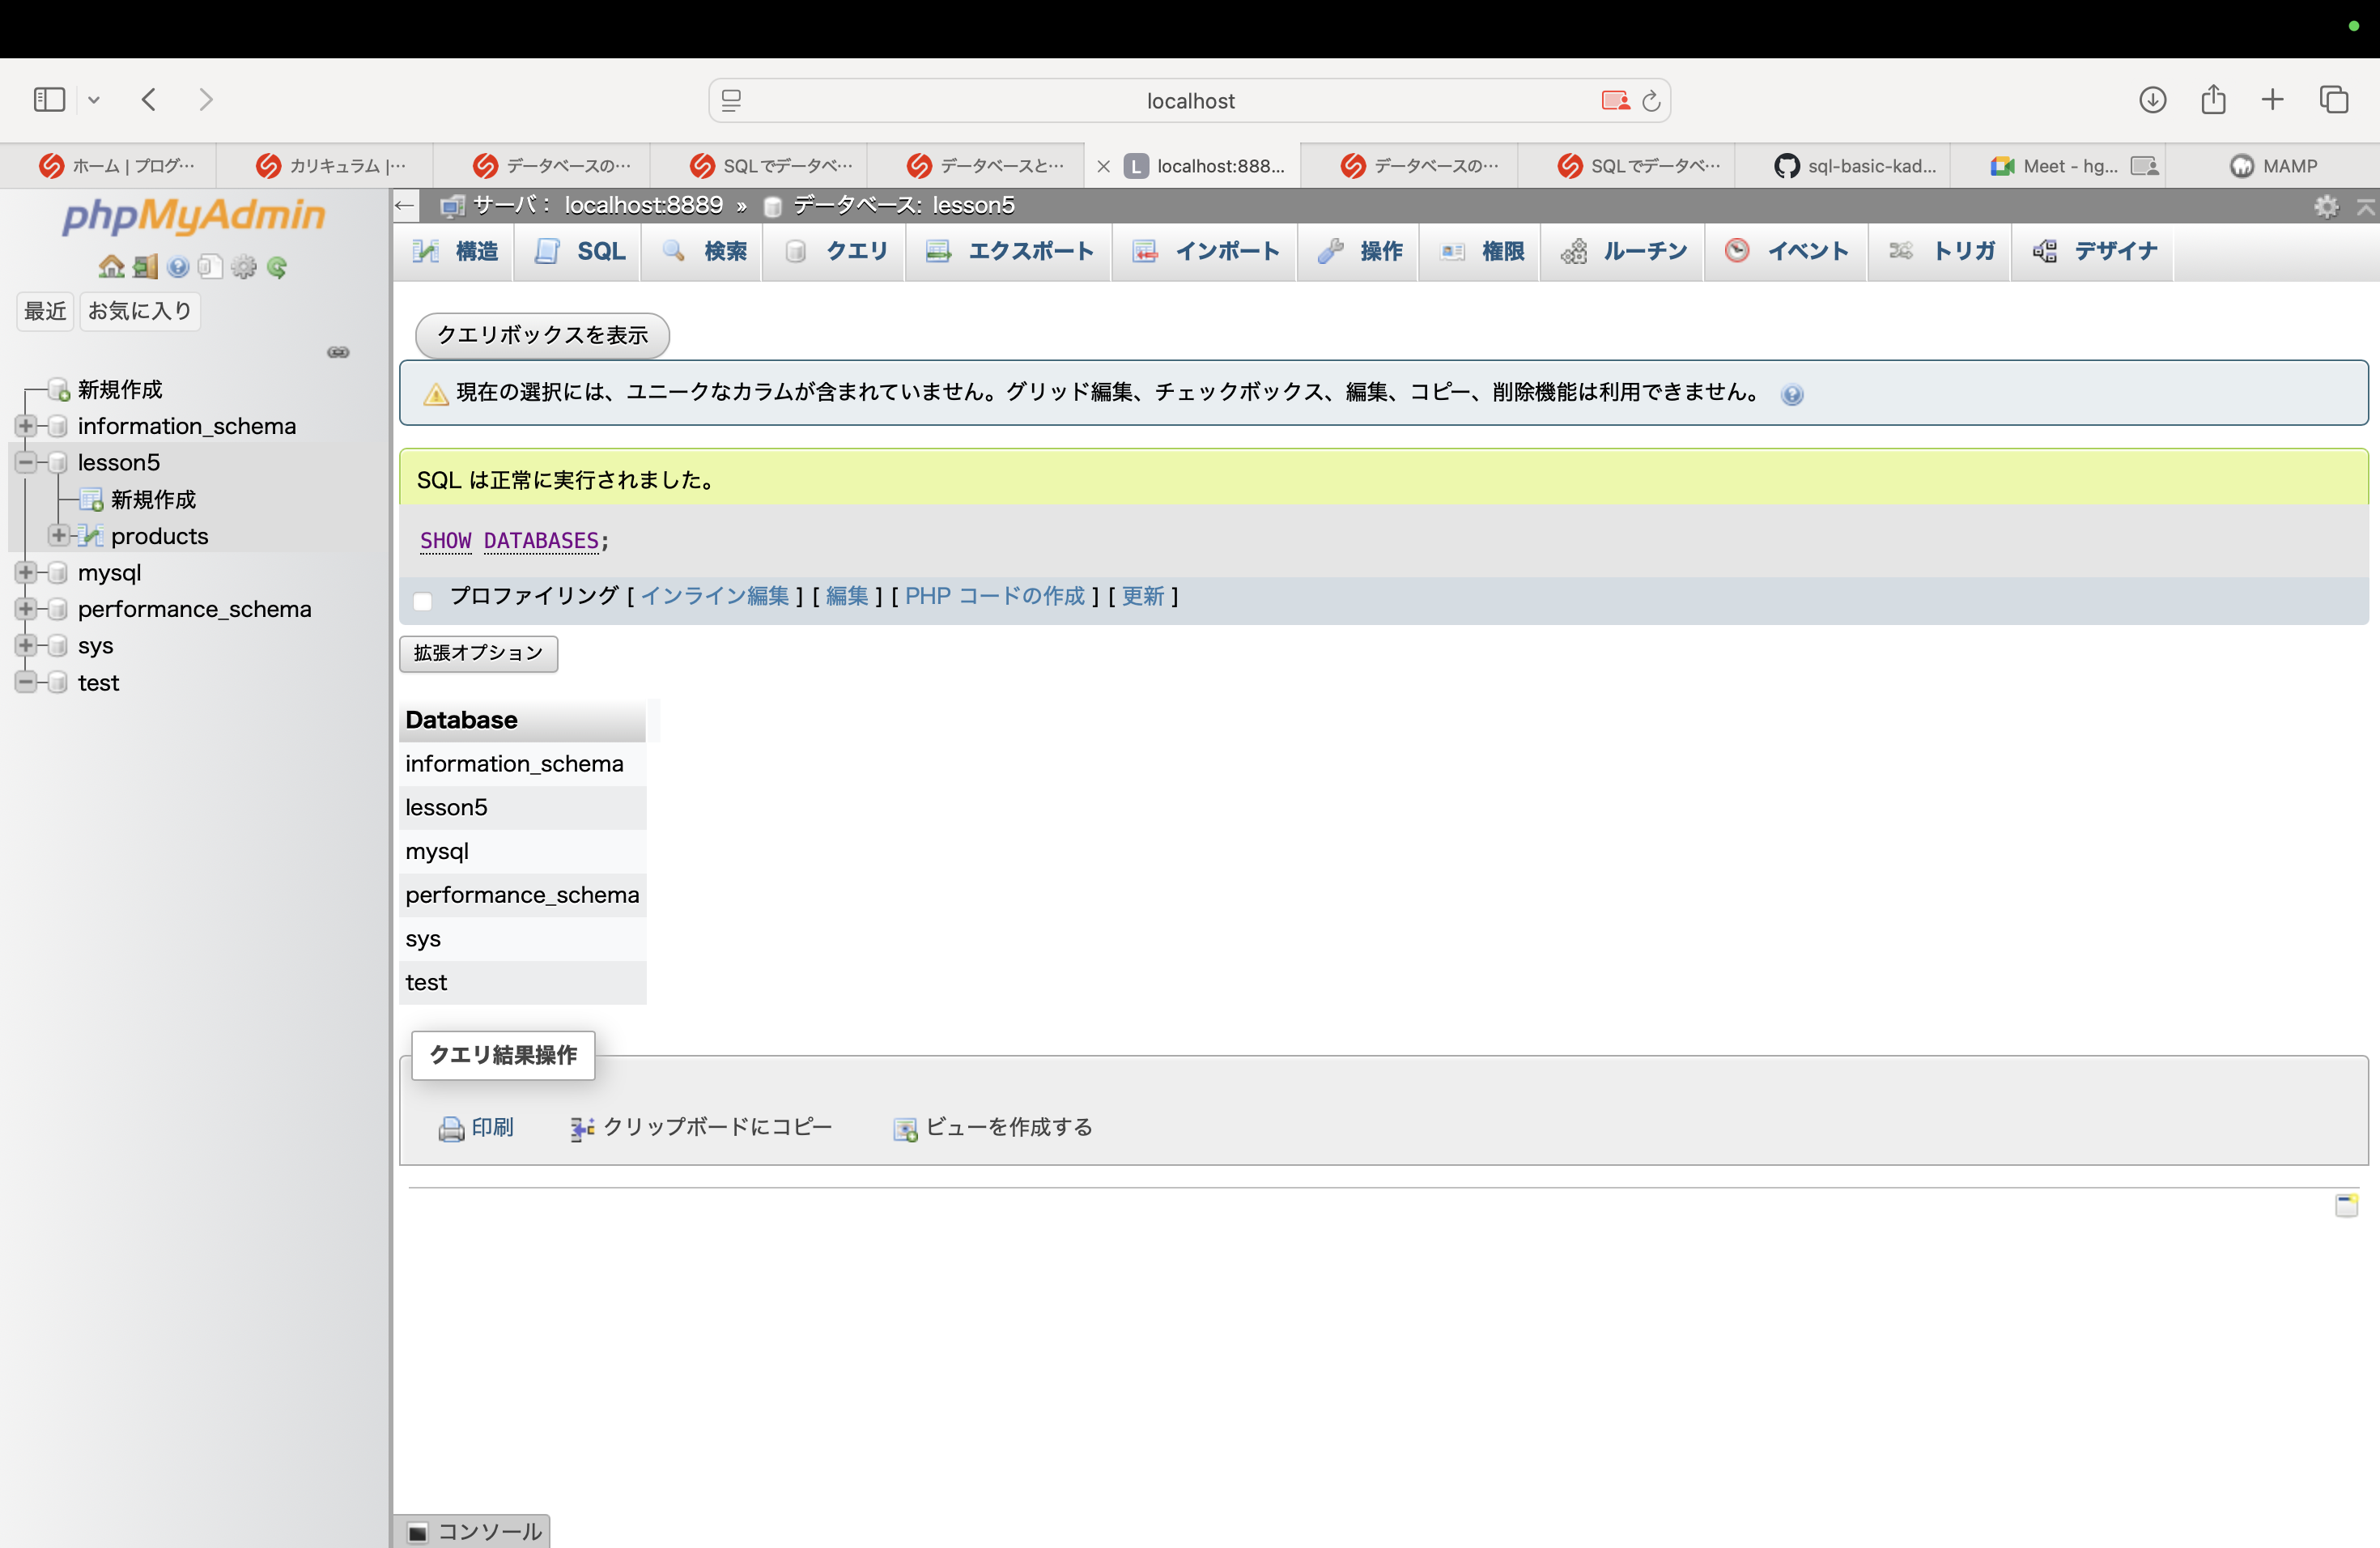 localhost
ホーム | プログ…
カリキュラム |…
データベースの…
SQLでデータベ…
データベースと…
L localhost:888...
データベースの…
SQLでデータベ…
sql-basic-kad...
Meet - hg...
MAMP
phpMyAdmin
最近 お気に入り
新規作成
information_schema
lesson5
新規作成
products
mysql
performance_schema
sys
test
サーバ: localhost:8889 » データベース: lesson5
構造 SQL 検索 クエリ エクスポート インポート 操作 権限 ルーチン イベント トリガ デザイナ
クエリボックスを表示
現在の選択には、ユニークなカラムが含まれていません。グリッド編集、チェックボックス、編集、コピー、削除機能は利用できません。
SQL は正常に実行されました。
SHOW DATABASES;
プロファイリング [ インライン編集 ] [ 編集 ] [ PHP コードの作成 ] [ 更新 ]
拡張オプション
Database
information_schema
lesson5
mysql
performance_schema
sys
test
クエリ結果操作
印刷 クリップボードにコピー ビューを作成する
コンソール